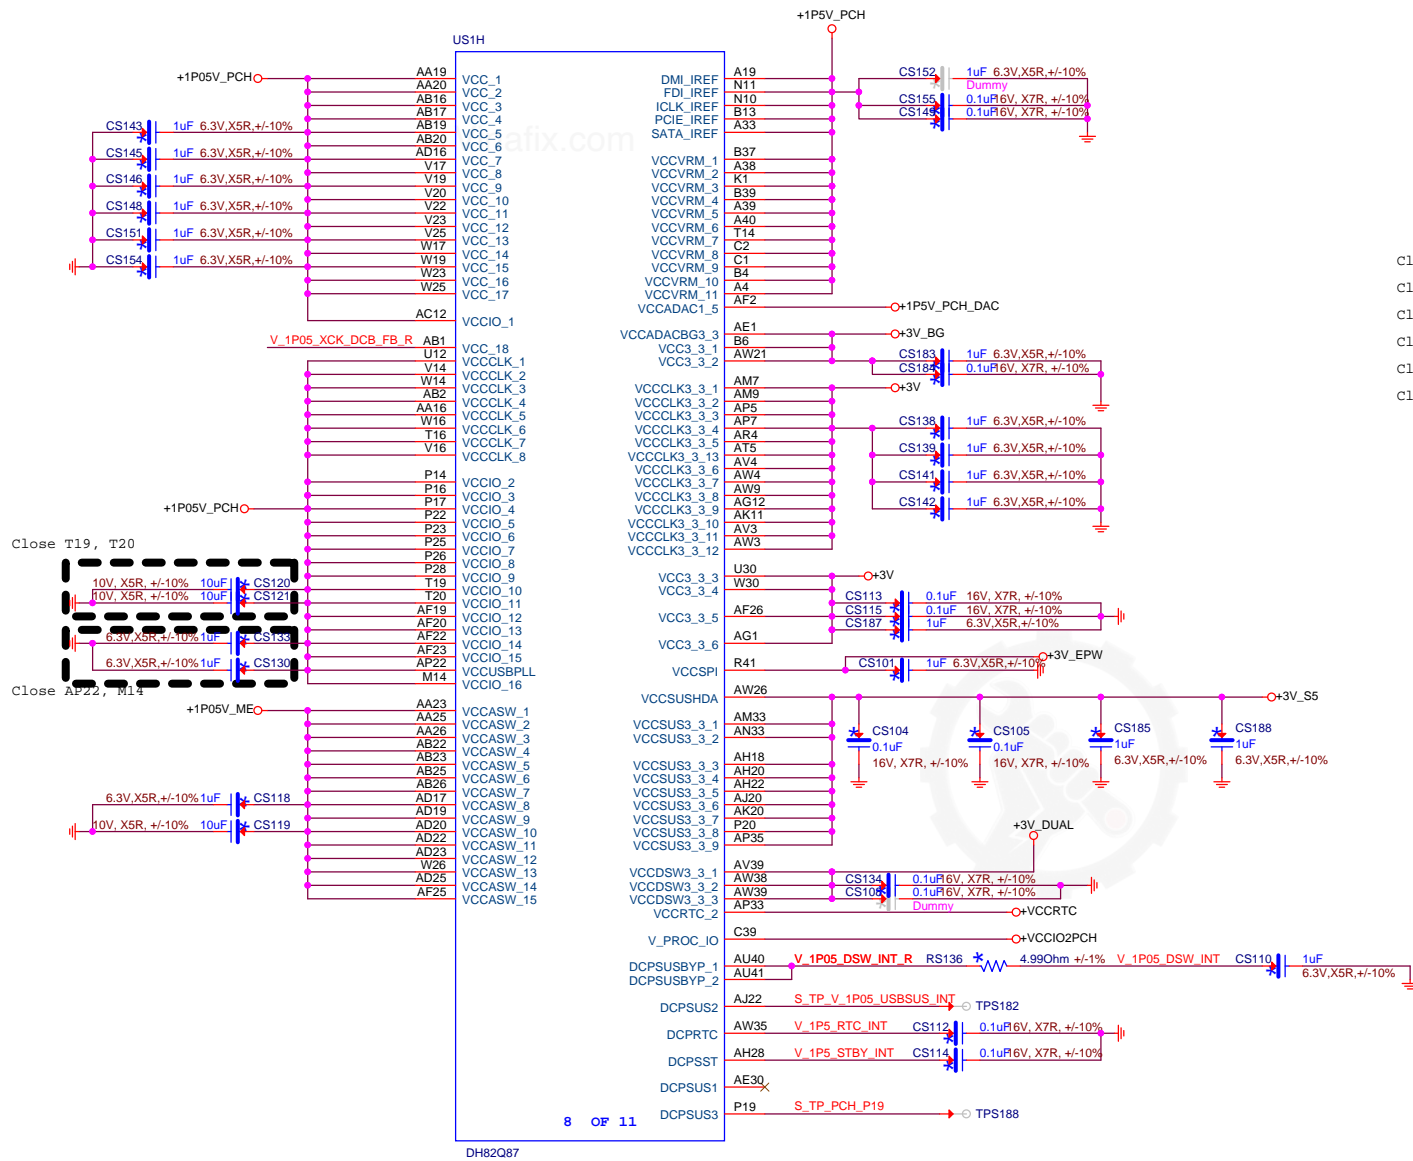 +1P5V_PCH
US1H
+1P05V_PCH
AA19 VCC_1
AA20 VCC_2
AB16 VCC_3
AB17 VCC_4
AB19 VCC_5
AB20 VCC_6
AD16 VCC_7
V17 VCC_8
V19 VCC_9
V20 VCC_10
V22 VCC_11
V23 VCC_12
V25 VCC_13
W17 VCC_14
W19 VCC_15
W23 VCC_16
W25 VCC_17
AC12 VCCIO_1
CS143 1uF 6.3V,X5R,+/-10%
CS145 1uF 6.3V,X5R,+/-10%
CS146 1uF 6.3V,X5R,+/-10%
CS148 1uF 6.3V,X5R,+/-10%
CS151 1uF 6.3V,X5R,+/-10%
CS154 1uF 6.3V,X5R,+/-10%
afix.com
V_1P05_XCK_DCB_FB_R AB1 VCC_18
U12 VCCCLK_1
V14 VCCCLK_2
W14 VCCCLK_3
AB2 VCCCLK_4
AA16 VCCCLK_5
W16 VCCCLK_6
T16 VCCCLK_7
V16 VCCCLK_8
P14 VCCIO_2
P16 VCCIO_3
+1P05V_PCH P17 VCCIO_4
P22 VCCIO_5
P23 VCCIO_6
P25 VCCIO_7
P26 VCCIO_8
P28 VCCIO_9
T19 VCCIO_10
T20 VCCIO_11
AF19 VCCIO_12
AF20 VCCIO_13
AF22 VCCIO_14
AF23 VCCIO_15
AP22 VCCUSBPLL
M14 VCCIO_16
Close T19, T20
10V, X5R, +/-10% 10uF CS120
10V, X5R, +/-10% 10uF CS121
6.3V,X5R,+/-10% 1uF CS133
6.3V,X5R,+/-10% 1uF CS130
Close AP22, M14
+1P05V_ME
AA23 VCCASW_1
AA25 VCCASW_2
AA26 VCCASW_3
AB22 VCCASW_4
AB23 VCCASW_5
AB25 VCCASW_6
AB26 VCCASW_7
AD17 VCCASW_8
AD19 VCCASW_9
AD20 VCCASW_10
AD22 VCCASW_11
AD23 VCCASW_12
W26 VCCASW_13
AD25 VCCASW_14
AF25 VCCASW_15
6.3V,X5R,+/-10% 1uF CS118
10V, X5R, +/-10% 10uF CS119
DMI_IREF A19
FDI_IREF N11
ICLK_IREF N10
PCIE_IREF B13
SATA_IREF A33
CS152 1uF 6.3V,X5R,+/-10%
Dummy
CS155 0.1uF 16V, X7R, +/-10%
CS149 0.1uF 16V, X7R, +/-10%
VCCVRM_1 B37
VCCVRM_2 A38
VCCVRM_3 K1
VCCVRM_4 B39
VCCVRM_5 A39
VCCVRM_6 A40
VCCVRM_7 T14
VCCVRM_8 C2
VCCVRM_9 C1
VCCVRM_10 B4
VCCVRM_11 A4
VCCADAC1_5 AF2 +1P5V_PCH_DAC
VCCADACBG3_3 AE1 +3V_BG
VCC3_3_1 B6
VCC3_3_2 AW21
CS183 1uF 6.3V,X5R,+/-10%
CS184 0.1uF 16V, X7R, +/-10%
VCCCLK3_3_1 AM7 +3V
VCCCLK3_3_2 AM9
VCCCLK3_3_3 AP5
VCCCLK3_3_4 AP7
VCCCLK3_3_5 AR4
VCCCLK3_3_13 AT5
VCCCLK3_3_6 AV4
VCCCLK3_3_7 AW4
VCCCLK3_3_8 AW9
VCCCLK3_3_9 AG12
VCCCLK3_3_10 AK11
VCCCLK3_3_11 AV3
VCCCLK3_3_12 AW3
CS138 1uF 6.3V,X5R,+/-10%
CS139 1uF 6.3V,X5R,+/-10%
CS141 1uF 6.3V,X5R,+/-10%
CS142 1uF 6.3V,X5R,+/-10%
Cl
Cl
Cl
Cl
Cl
Cl
VCC3_3_3 U30 +3V
VCC3_3_4 W30
VCC3_3_5 AF26
VCC3_3_6 AG1
CS113 0.1uF 16V, X7R, +/-10%
CS115 0.1uF 16V, X7R, +/-10%
CS187 1uF 6.3V,X5R,+/-10%
VCCSPI R41 CS101 1uF 6.3V,X5R,+/-10% +3V_EPW
VCCSUSHDA AW26 +3V_S5
VCCSUS3_3_1 AM33
VCCSUS3_3_2 AN33
VCCSUS3_3_3 AH18
VCCSUS3_3_4 AH20
VCCSUS3_3_5 AH22
VCCSUS3_3_6 AJ20
VCCSUS3_3_7 AK20
VCCSUS3_3_8 P20
VCCSUS3_3_9 AP35
CS104 0.1uF 16V, X7R, +/-10%
CS105 0.1uF 16V, X7R, +/-10%
CS185 1uF 6.3V,X5R,+/-10%
CS188 1uF 6.3V,X5R,+/-10%
+3V_DUAL
VCCDSW3_3_1 AV39
VCCDSW3_3_2 AW38 CS134 0.1uF 16V, X7R, +/-10%
VCCDSW3_3_3 AW39 0.1uF 16V, X7R, +/-10%
Dummy
VCCRTC_2 AP33 +VCCRTC
V_PROC_IO C39 +VCCIO2PCH
DCPSUSBYP_1 AU40 V_1P05_DSW_INT_R RS136 4.99Ohm +/-1% V_1P05_DSW_INT CS110 1uF 6.3V,X5R,+/-10%
DCPSUSBYP_2 AU41
DCPSUS2 AJ22 S_TP_V_1P05_USBSUS_INT TPS182
DCPRTC AW35 V_1P5_RTC_INT CS112 0.1uF 16V, X7R, +/-10%
DCPSST AH28 V_1P5_STBY_INT CS114 0.1uF 16V, X7R, +/-10%
DCPSUS1 AE30
DCPSUS3 P19 S_TP_PCH_P19 TPS188
8 OF 11
DH82Q87